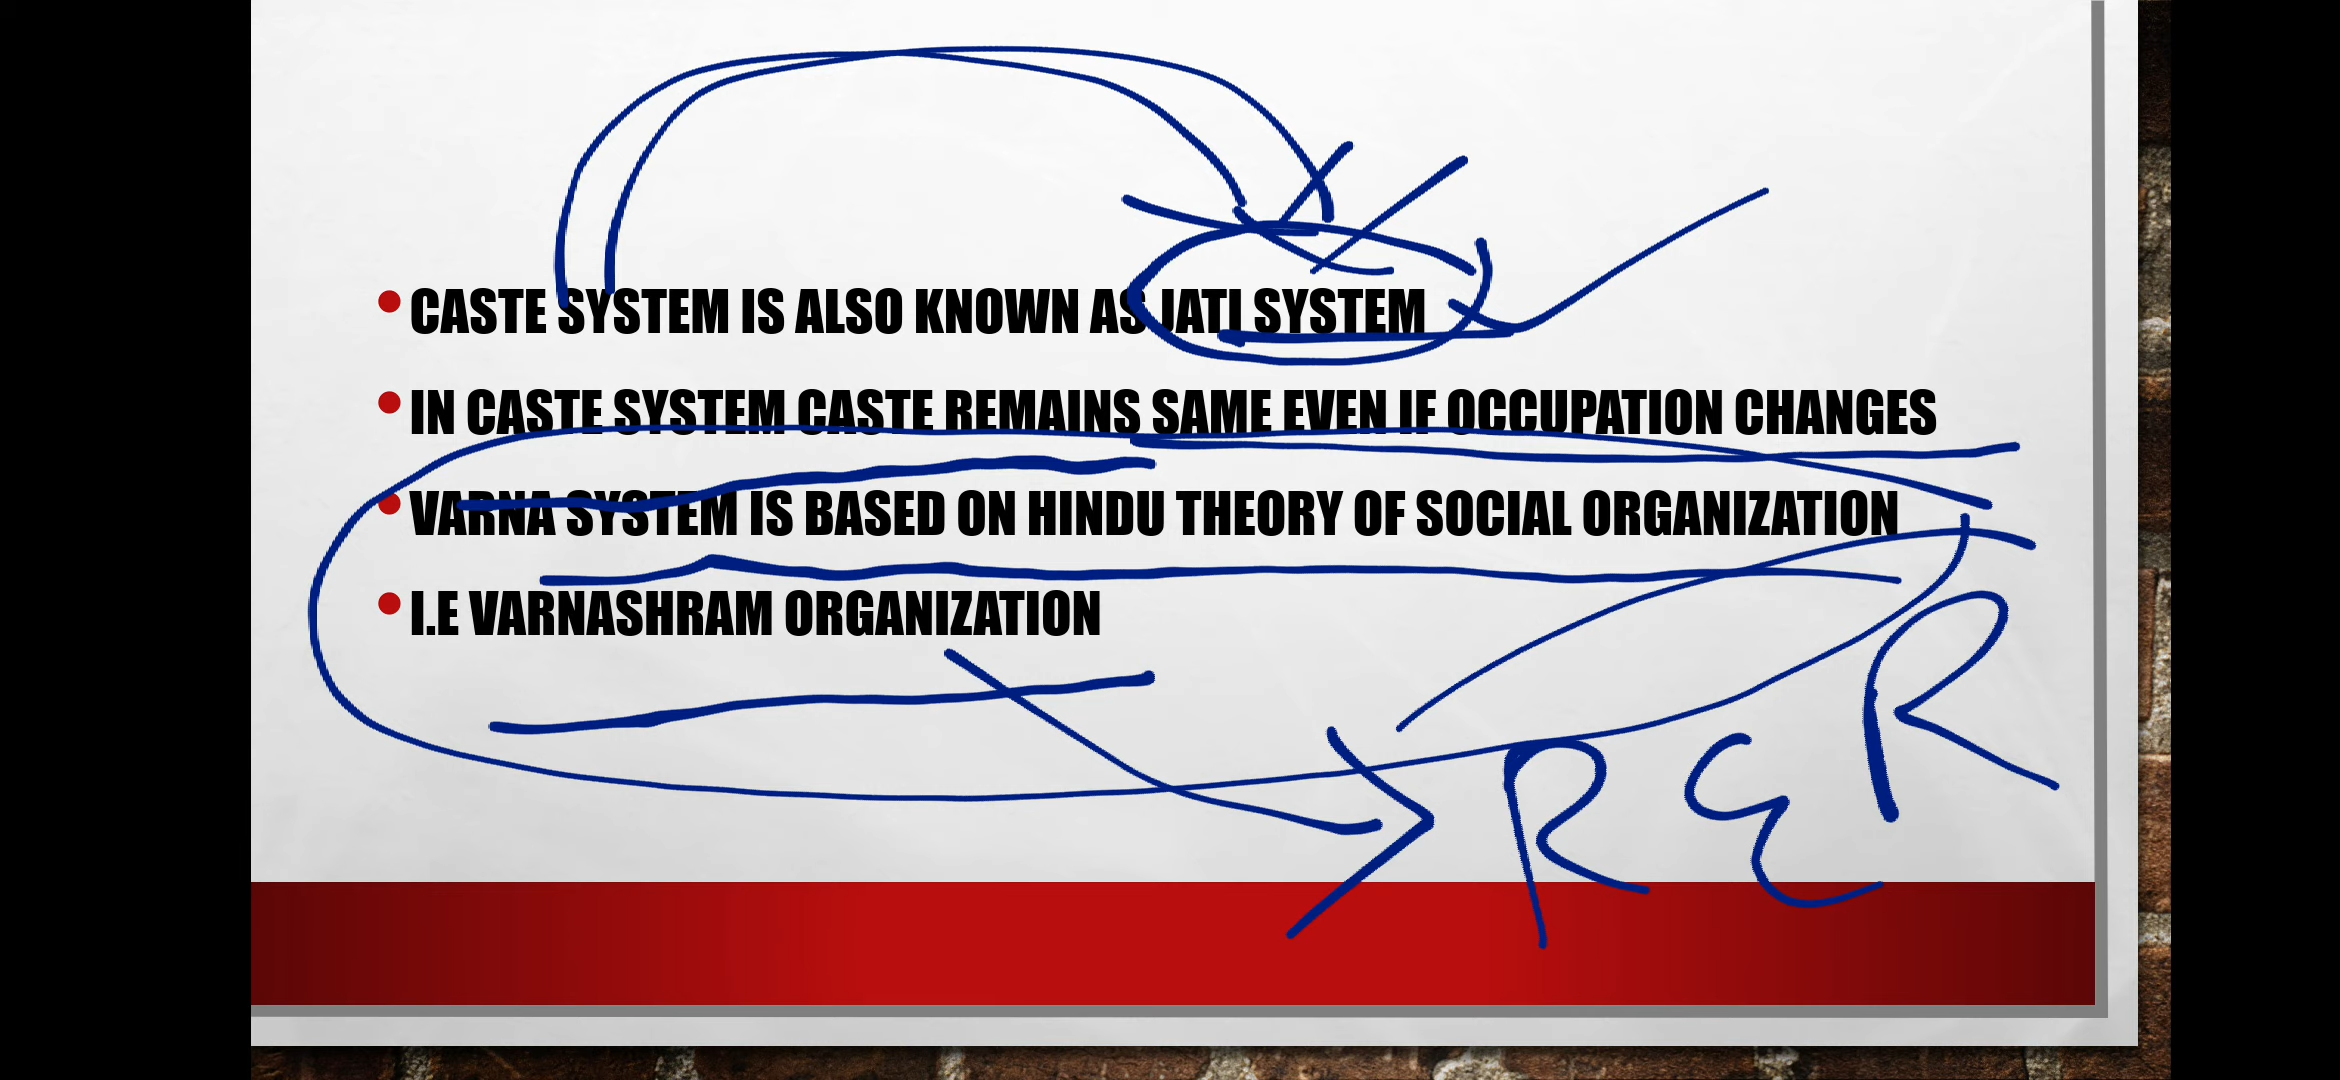 • CASTE SYSTEM IS ALSO KNOWN AS JATI SYSTEM
• IN CASTE SYSTEM CASTE REMAINS SAME EVEN IF OCCUPATION CHANGES
• VARNA SYSTEM IS BASED ON HINDU THEORY OF SOCIAL ORGANIZATION
• I.E VARNASHRAM ORGANIZATION